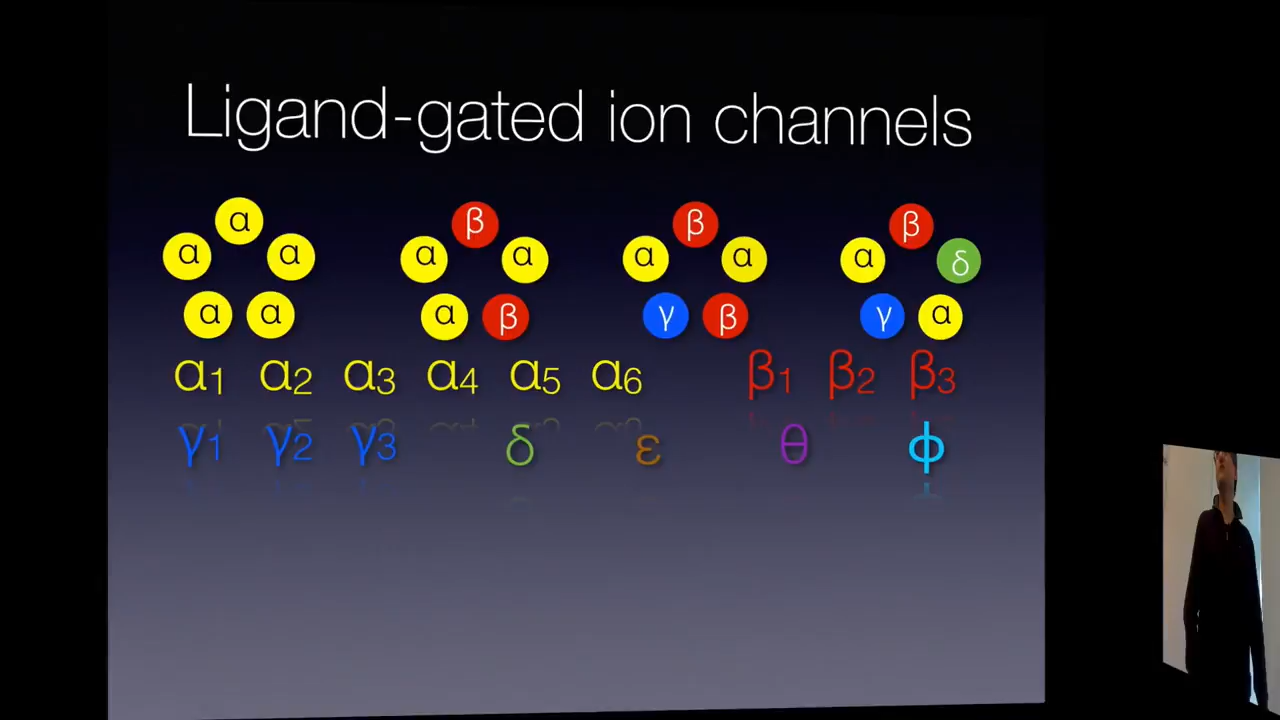 Ligand-gated ion channels
α α α α α
β α α α β
β α α γ β
β α δ γ α
α1 α2 α3 α4 α5 α6 β1 β2 β3
γ1 γ2 γ3 δ ε θ ϕ